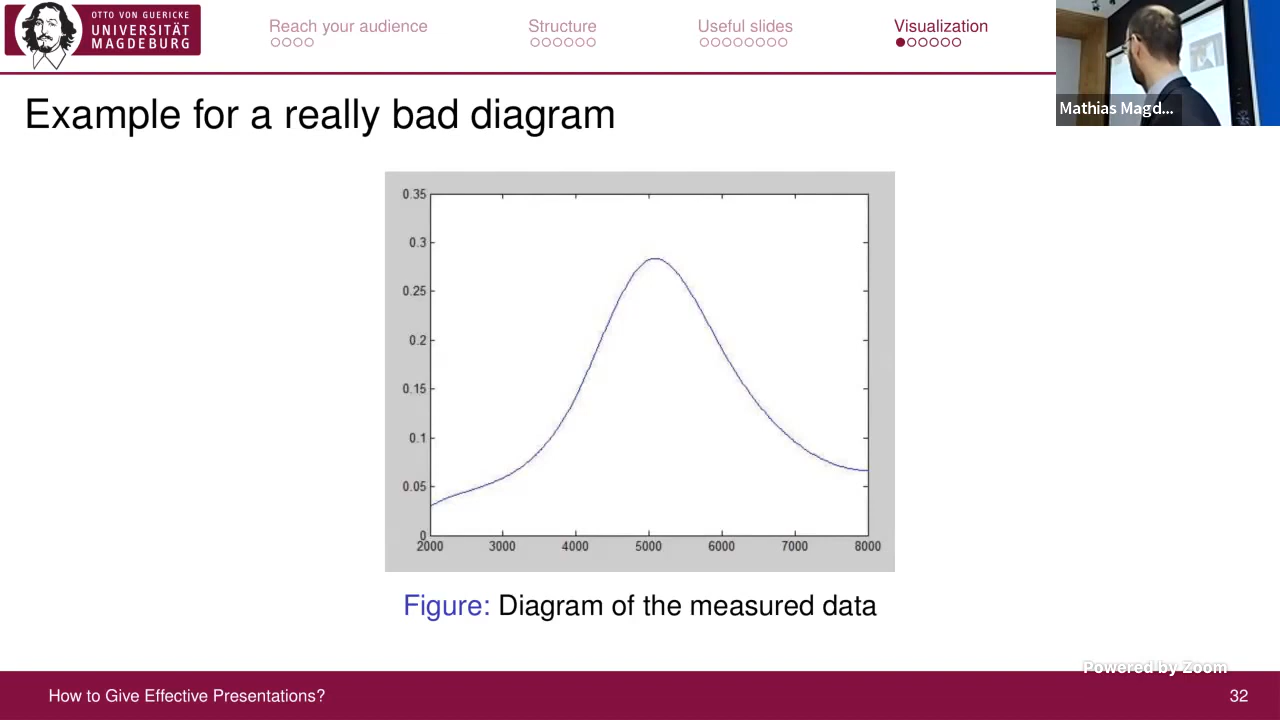 OTTO VON GUERICKE
UNIVERSITÄT
MAGDEBURG
Reach your audience
Structure
Useful slides
Visualization
Mathias Magd...
Example for a really bad diagram
0.35
0.3
0.25
0.2
0.15
0.1
0.05
0
2000 3000 4000 5000 6000 7000 8000
Figure: Diagram of the measured data
Powered by Zoom
How to Give Effective Presentations?
32